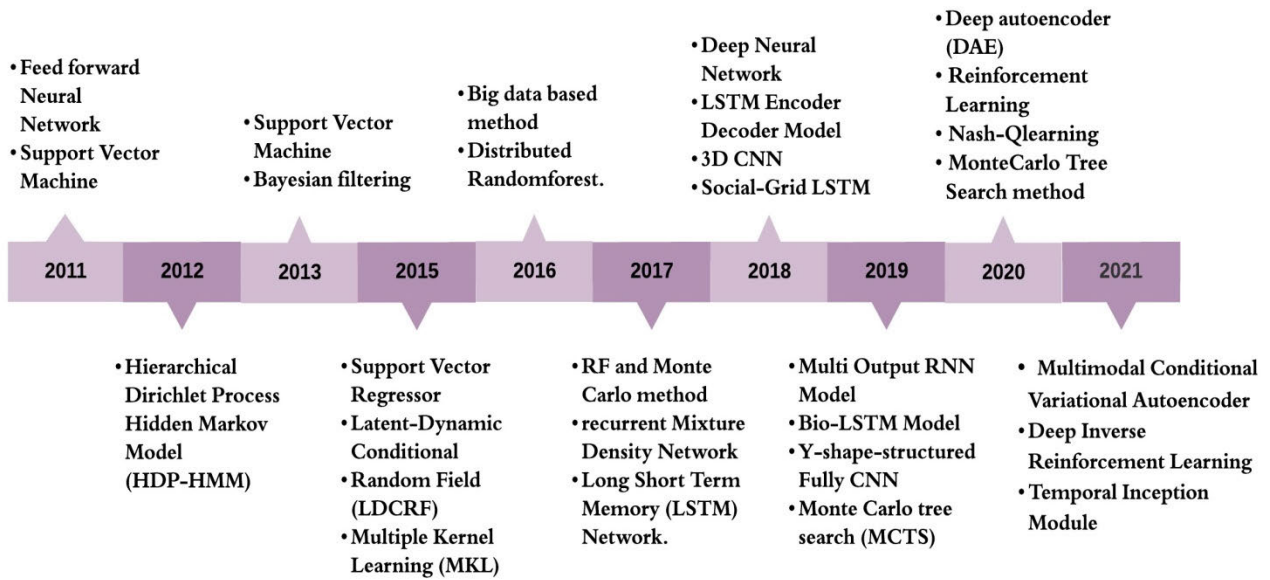 • Feed forward
Neural
Network
• Support Vector
Machine
• Support Vector
Machine
• Bayesian filtering
• Big data based
method
• Distributed
Randomforest.
• Deep Neural
Network
• LSTM Encoder
Decoder Model
• 3D CNN
• Social-Grid LSTM
• Deep autoencoder
(DAE)
• Reinforcement
Learning
• Nash-Qlearning
• MonteCarlo Tree
Search method
2011 2012 2013 2015 2016 2017 2018 2019 2020 2021
• Hierarchical
Dirichlet Process
Hidden Markov
Model
(HDP-HMM)
• Support Vector
Regressor
• Latent-Dynamic
Conditional
• Random Field
(LDCRF)
• Multiple Kernel
Learning (MKL)
• RF and Monte
Carlo method
• recurrent Mixture
Density Network
• Long Short Term
Memory (LSTM)
Network.
• Multi Output RNN
Model
• Bio-LSTM Model
• Y-shape-structured
Fully CNN
• Monte Carlo tree
search (MCTS)
• Multimodal Conditional
Variational Autoencoder
• Deep Inverse
Reinforcement Learning
• Temporal Inception
Module